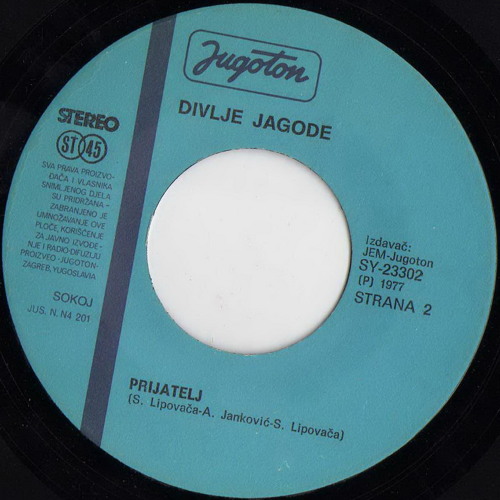 Jugoton
DIVLJE JAGODE
STEREO
ST 45
SVA PRAVA PROIZVO-
ĐAČA I VLASNIKA
SNIMLJENOG DJELA
SU PRIDRŽANA -
ZABRANJENO JE
UMNOŽAVANJE OVE
PLOČE, KORIŠĆENJE
ZA JAVNO IZVOĐE-
NJE I RADIO-DIFUZIJU
PROIZVEO - JUGOTON-
ZAGREB, YUGOSLAVIA
SOKOJ
JUS. N. N4 201
Izdavač:
JEM-Jugoton
SY-23302
(P) 1977
STRANA 2
PRIJATELJ
(S. Lipovača-A. Janković-S. Lipovača)